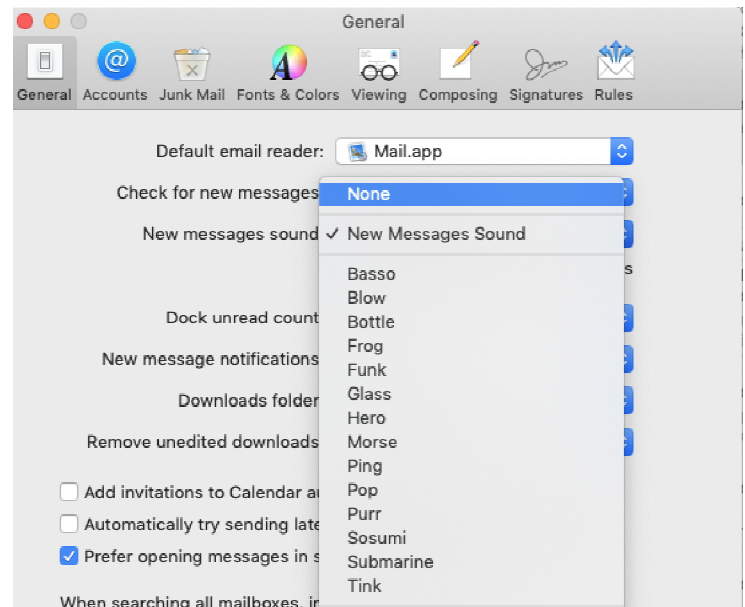 General
General Accounts Junk Mail Fonts & Colors Viewing Composing Signatures Rules
Default email reader: Mail.app
Check for new messages None
New messages sound ✓ New Messages Sound
s
Basso
Blow
Dock unread count Bottle
Frog
New message notifications Funk
Downloads folder Glass
Hero
Remove unedited downloads Morse
Ping
Add invitations to Calendar au Pop
Purr
Automatically try sending late Sosumi
Prefer opening messages in s Submarine
Tink
When searching all mailboxes, in